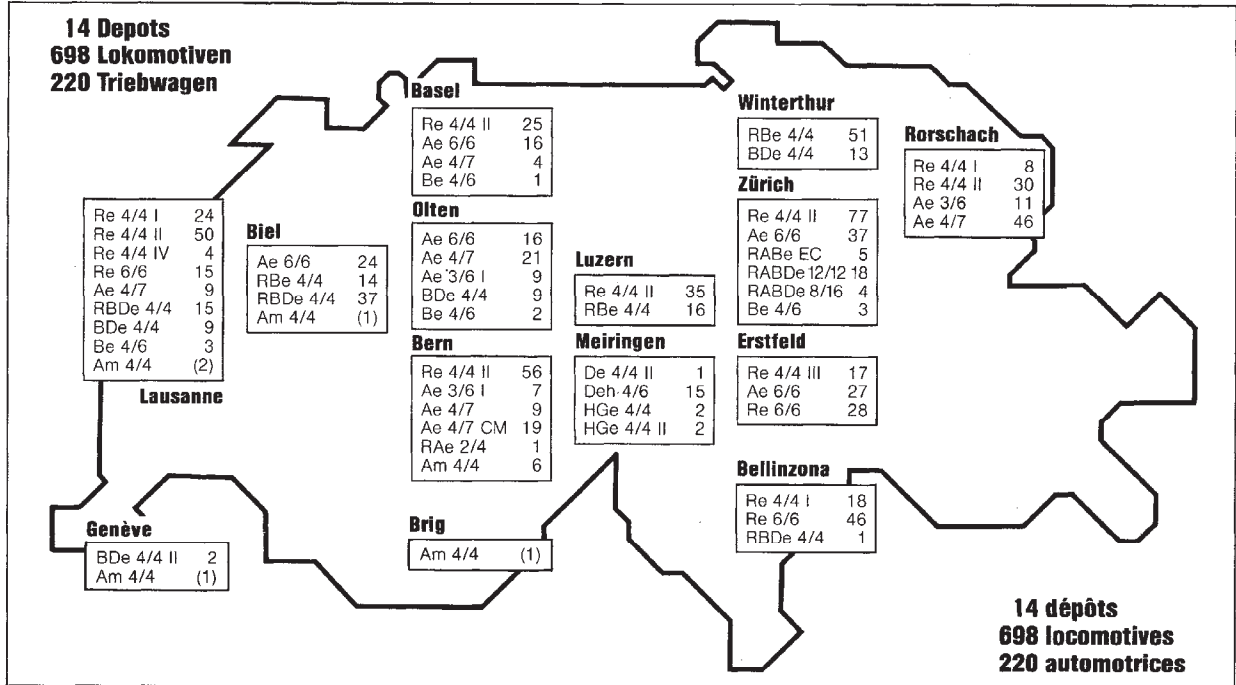 14 Depots
698 Lokomotiven
220 Triebwagen
Basel
Re 4/4 II 25
Ae 6/6 16
Ae 4/7 4
Be 4/6 1
Winterthur
RBe 4/4 51
BDe 4/4 13
Rorschach
Re 4/4 I 8
Re 4/4 II 30
Ae 3/6 11
Ae 4/7 46
Zürich
Re 4/4 II 77
Ae 6/6 37
RABe EC 5
RABDe 12/12 18
RABDe 8/16 4
Be 4/6 3
Re 4/4 I 24
Re 4/4 II 50
Re 4/4 IV 4
Re 6/6 15
Ae 4/7 9
RBDe 4/4 15
BDe 4/4 9
Be 4/6 3
Am 4/4 (2)
Lausanne
Biel
Ae 6/6 24
RBe 4/4 14
RBDe 4/4 37
Am 4/4 (1)
Olten
Ae 6/6 16
Ae 4/7 21
Ae 3/6 I 9
BDe 4/4 9
Be 4/6 2
Luzern
Re 4/4 II 35
RBe 4/4 16
Bern
Re 4/4 II 56
Ae 3/6 I 7
Ae 4/7 9
Ae 4/7 CM 19
RAe 2/4 1
Am 4/4 6
Meiringen
De 4/4 II 1
Deh 4/6 15
HGe 4/4 2
HGe 4/4 II 2
Erstfeld
Re 4/4 III 17
Ae 6/6 27
Re 6/6 28
Bellinzona
Re 4/4 I 18
Re 6/6 46
RBDe 4/4 1
Genève
BDe 4/4 II 2
Am 4/4 (1)
Brig
Am 4/4 (1)
14 dépôts
698 locomotives
220 automotrices